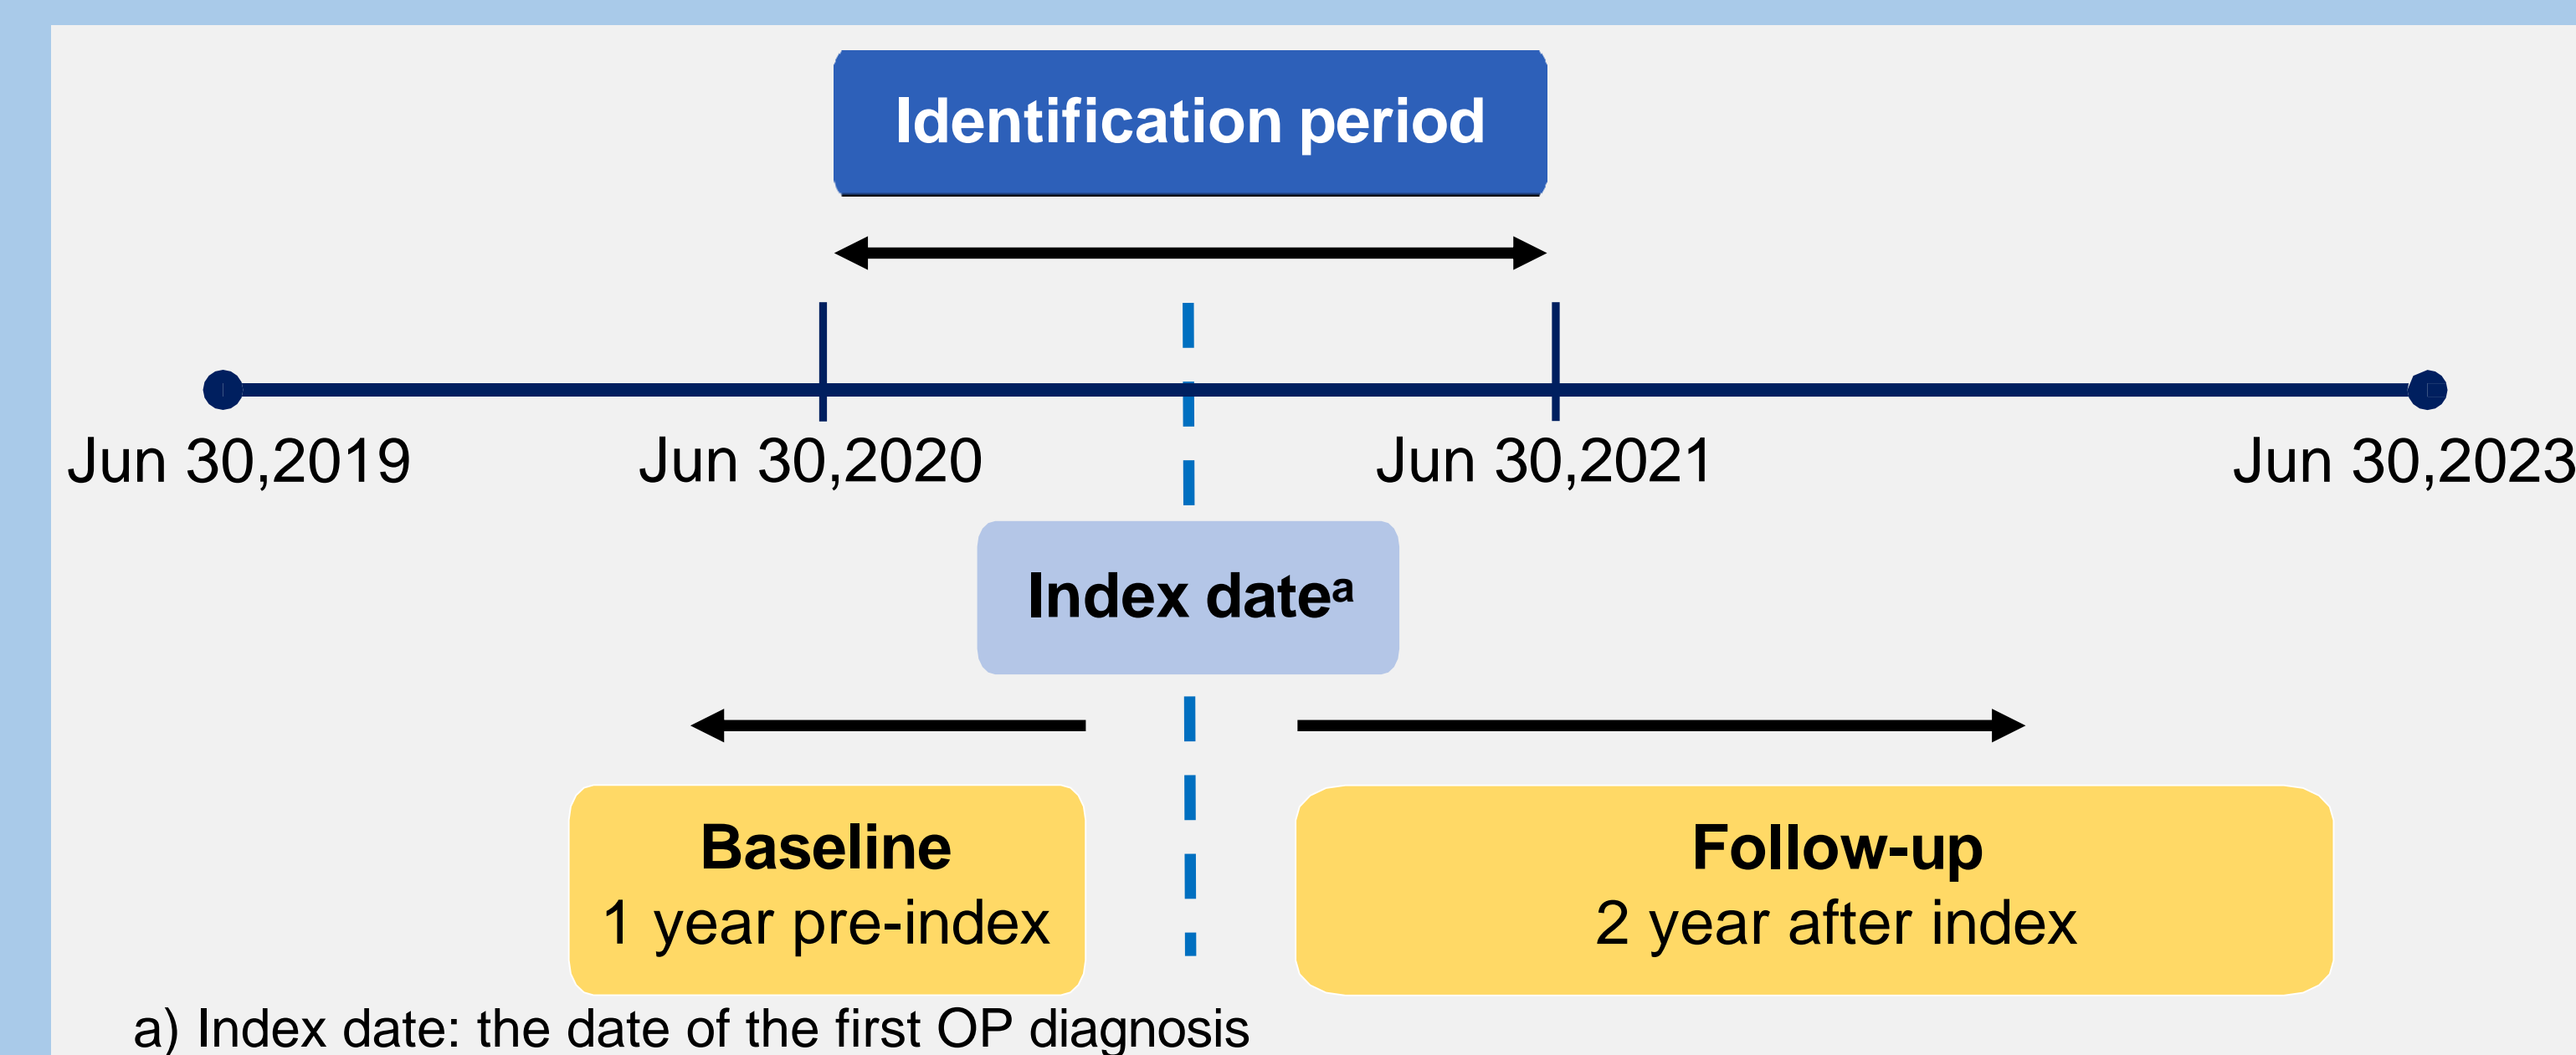 Identification period
Jun 30,2019
Jun 30,2020
Jun 30,2021
Jun 30,2023
Index dateᵃ
Baseline
1 year pre-index
Follow-up
2 year after index
a) Index date: the date of the first OP diagnosis